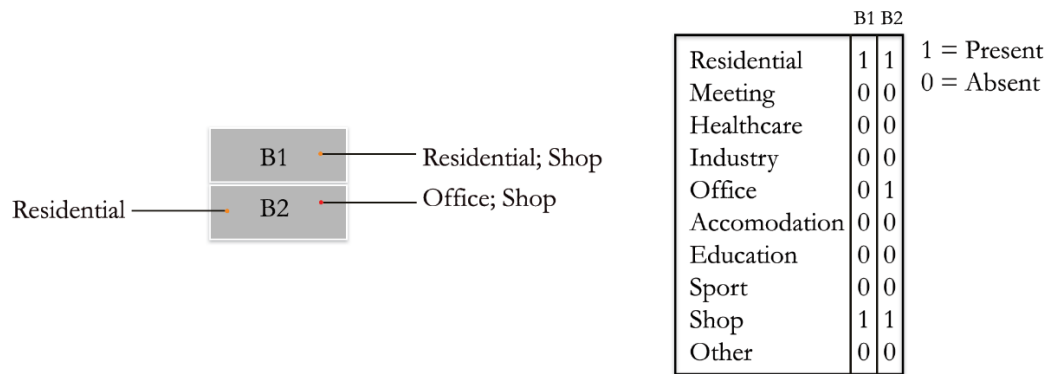 B1
Residential; Shop
Residential
B2
Office; Shop
B1 B2
Residential 1 1
Meeting 0 0
Healthcare 0 0
Industry 0 0
Office 0 1
Accomodation 0 0
Education 0 0
Sport 0 0
Shop 1 1
Other 0 0
1 = Present
0 = Absent